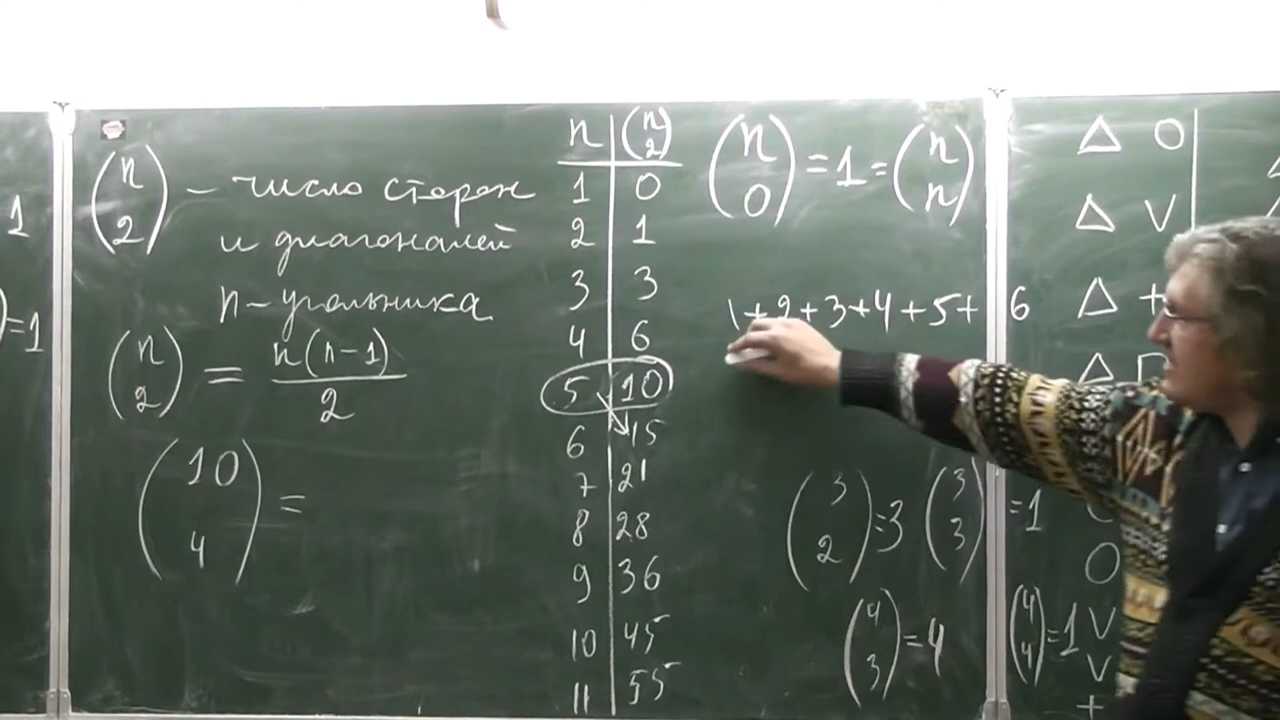 1
)=1
(n 2) – число сторон
и диагоналей
n-угольника
(n 2) = n(n-1)/2
(10 4) =
n | (n 2)
1 | 0
2 | 1
3 | 3
4 | 6
5 | 10
6 | 15
7 | 21
8 | 28
9 | 36
10 | 45
11 | 55
(n 0) = 1 = (n n)
1+2+3+4+5+6
(3 2) = 3 (3 3) = 1
(4 3) = 4 (4 4) = 1
△ O
△ V
△ +
△ □
O
V
V
+